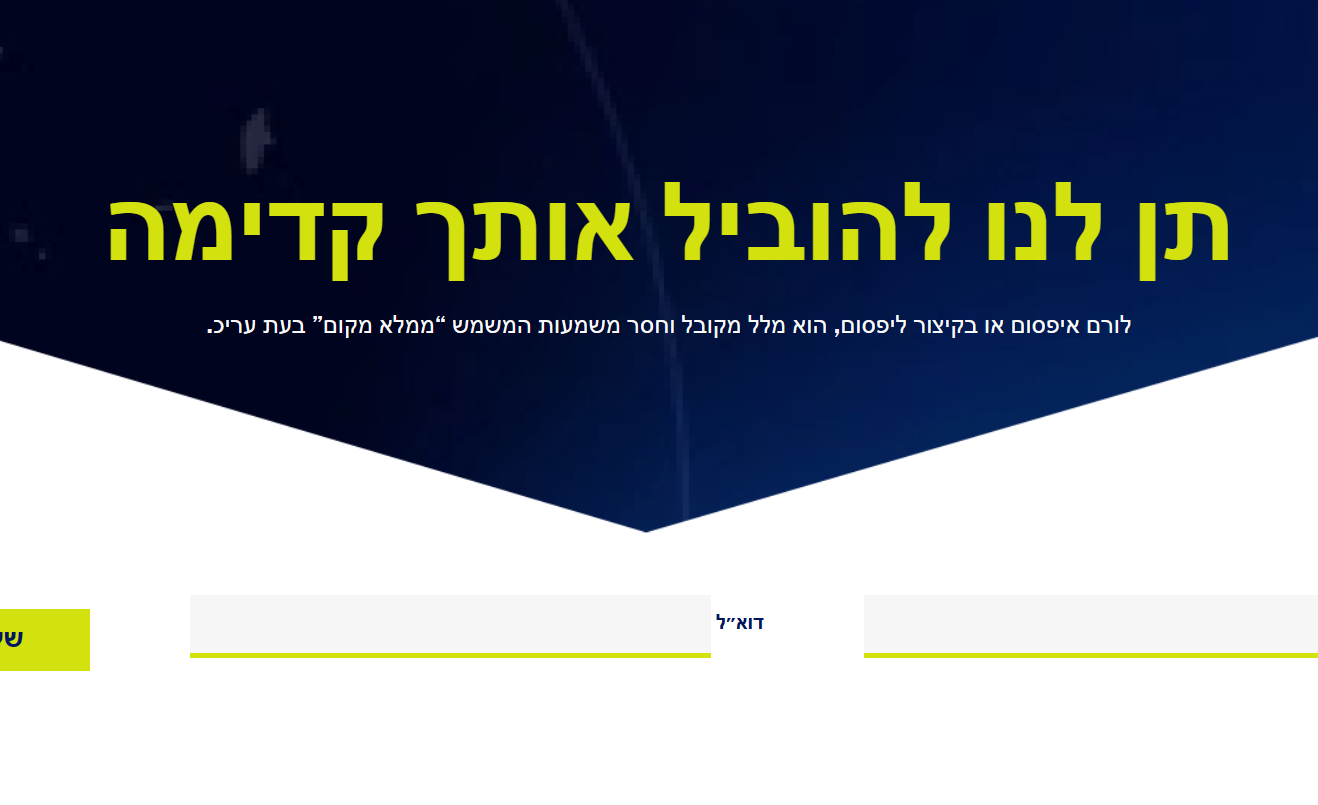 תן לנו להוביל אותך קדימה
לורם איפסום או בקיצור ליפסום, הוא מלל מקובל וחסר משמעות המשמש “ממלא מקום” בעת עריכ.
דוא״ל